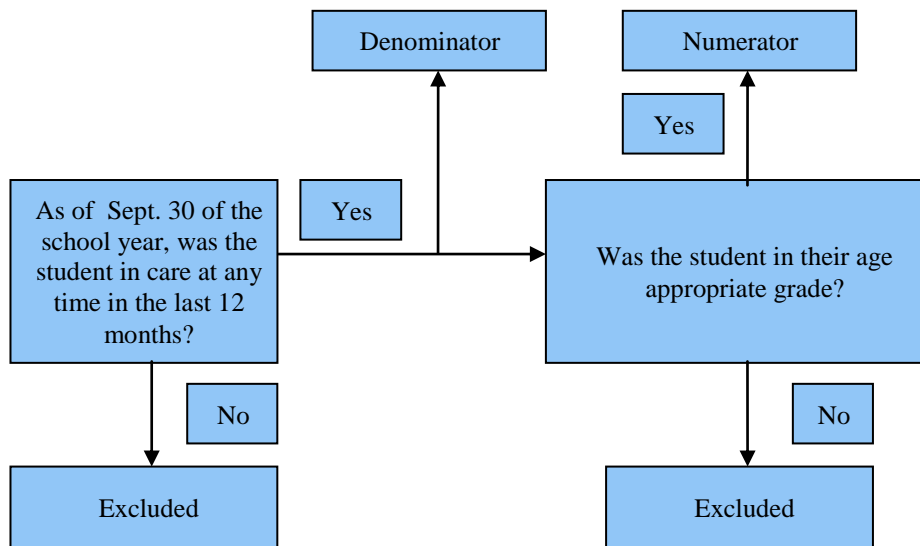 Denominator
Numerator
Yes
As of Sept. 30 of the
school year, was the
student in care at any
time in the last 12
months?
Yes
Was the student in their age
appropriate grade?
No
No
Excluded
Excluded